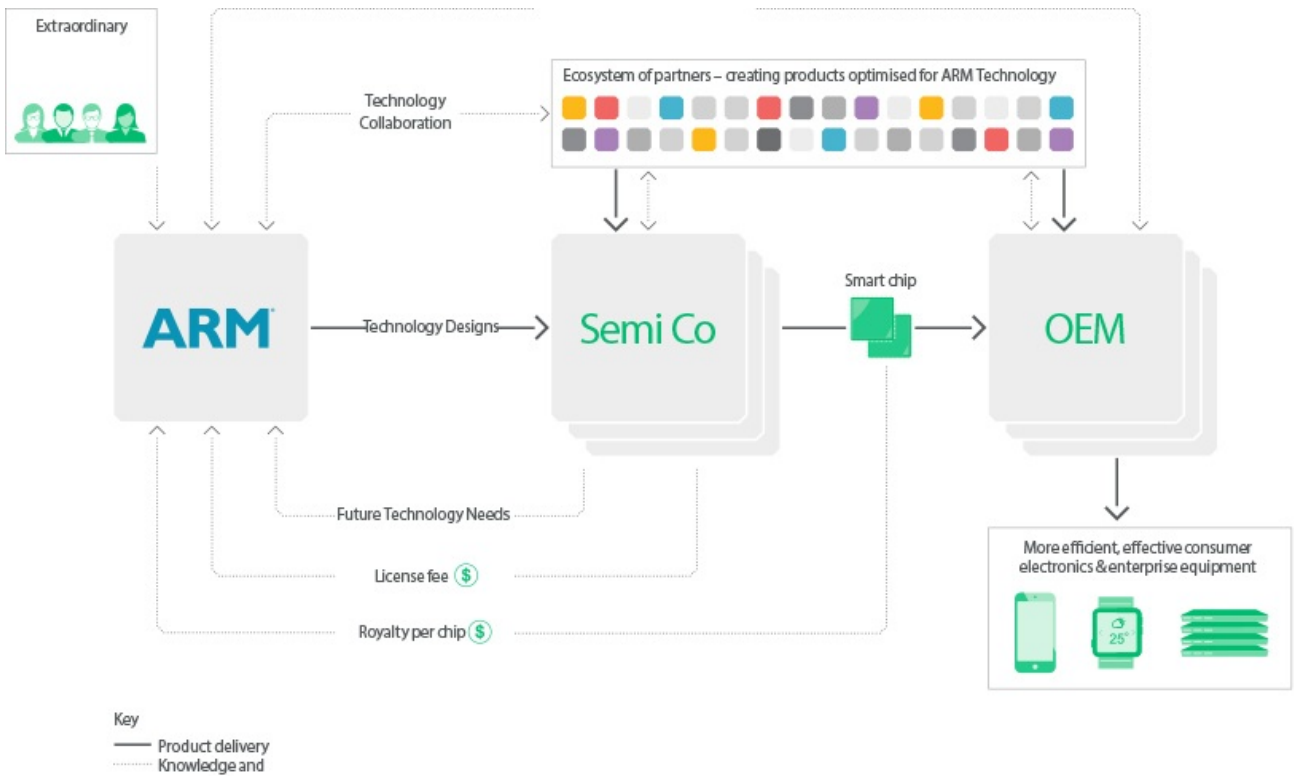 Extraordinary
Ecosystem of partners – creating products optimised for ARM Technology
Technology
Collaboration
Smart chip
ARM
Technology Designs
Semi Co
OEM
Future Technology Needs
License fee $
Royalty per chip $
More efficient, effective consumer
electronics & enterprise equipment
25°
Key
Product delivery
Knowledge and